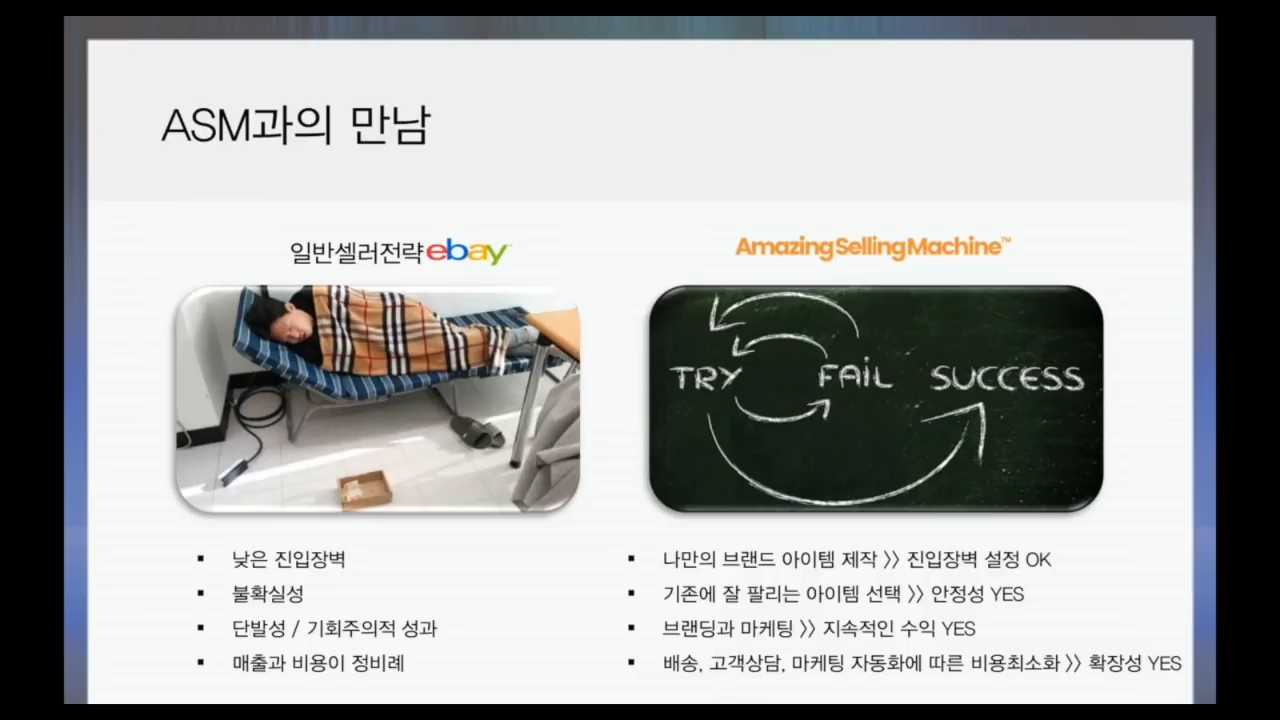 ASM과의 만남
일반셀러전략 ebay™
낮은 진입장벽
불확실성
단발성 / 기회주의적 성과
매출과 비용이 정비례
Amazing Selling Machine™
TRY FAIL SUCCESS
나만의 브랜드 아이템 제작 》 진입장벽 설정 OK
기존에 잘 팔리는 아이템 선택 》 안정성 YES
브랜딩과 마케팅 》 지속적인 수익 YES
배송, 고객상담, 마케팅 자동화에 따른 비용최소화 》 확장성 YES